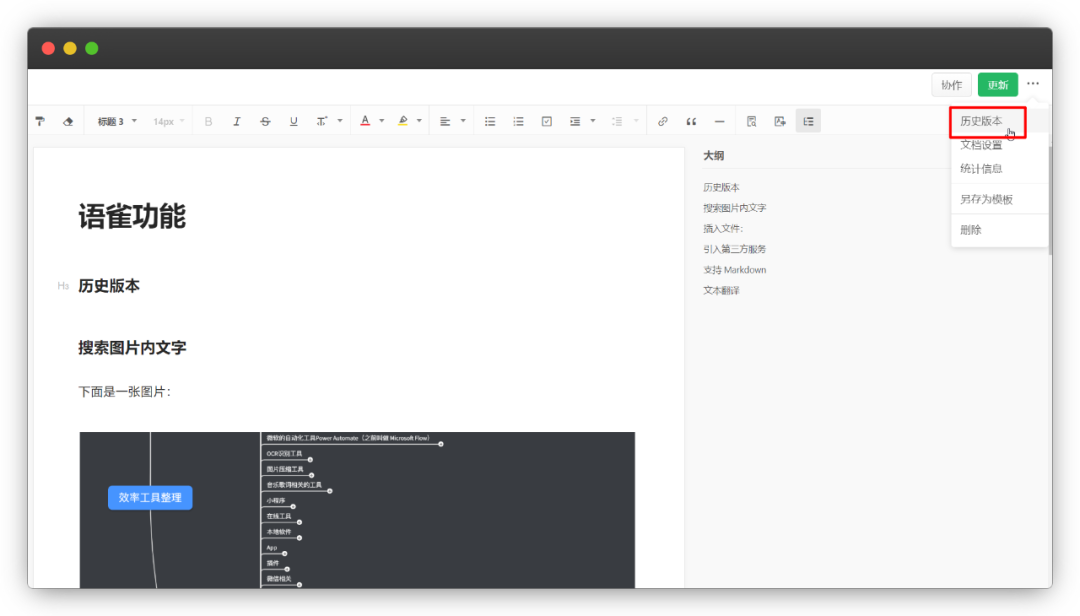 协作 更新 ···
标题 3 14px B I S U T A
历史版本
文档设置
统计信息
另存为模板
删除
语雀功能
H3 历史版本
搜索图片内文字
下面是一张图片：
效率工具整理
微软的自动化工具Power Automate（之前叫做 Microsoft Flow）
OCR识别工具
图片压缩工具
音乐歌词相关的工具
小程序
在线工具
本地软件
App
插件
微信相关
大纲
历史版本
搜索图片内文字
插入文件：
引入第三方服务
支持 Markdown
文本翻译